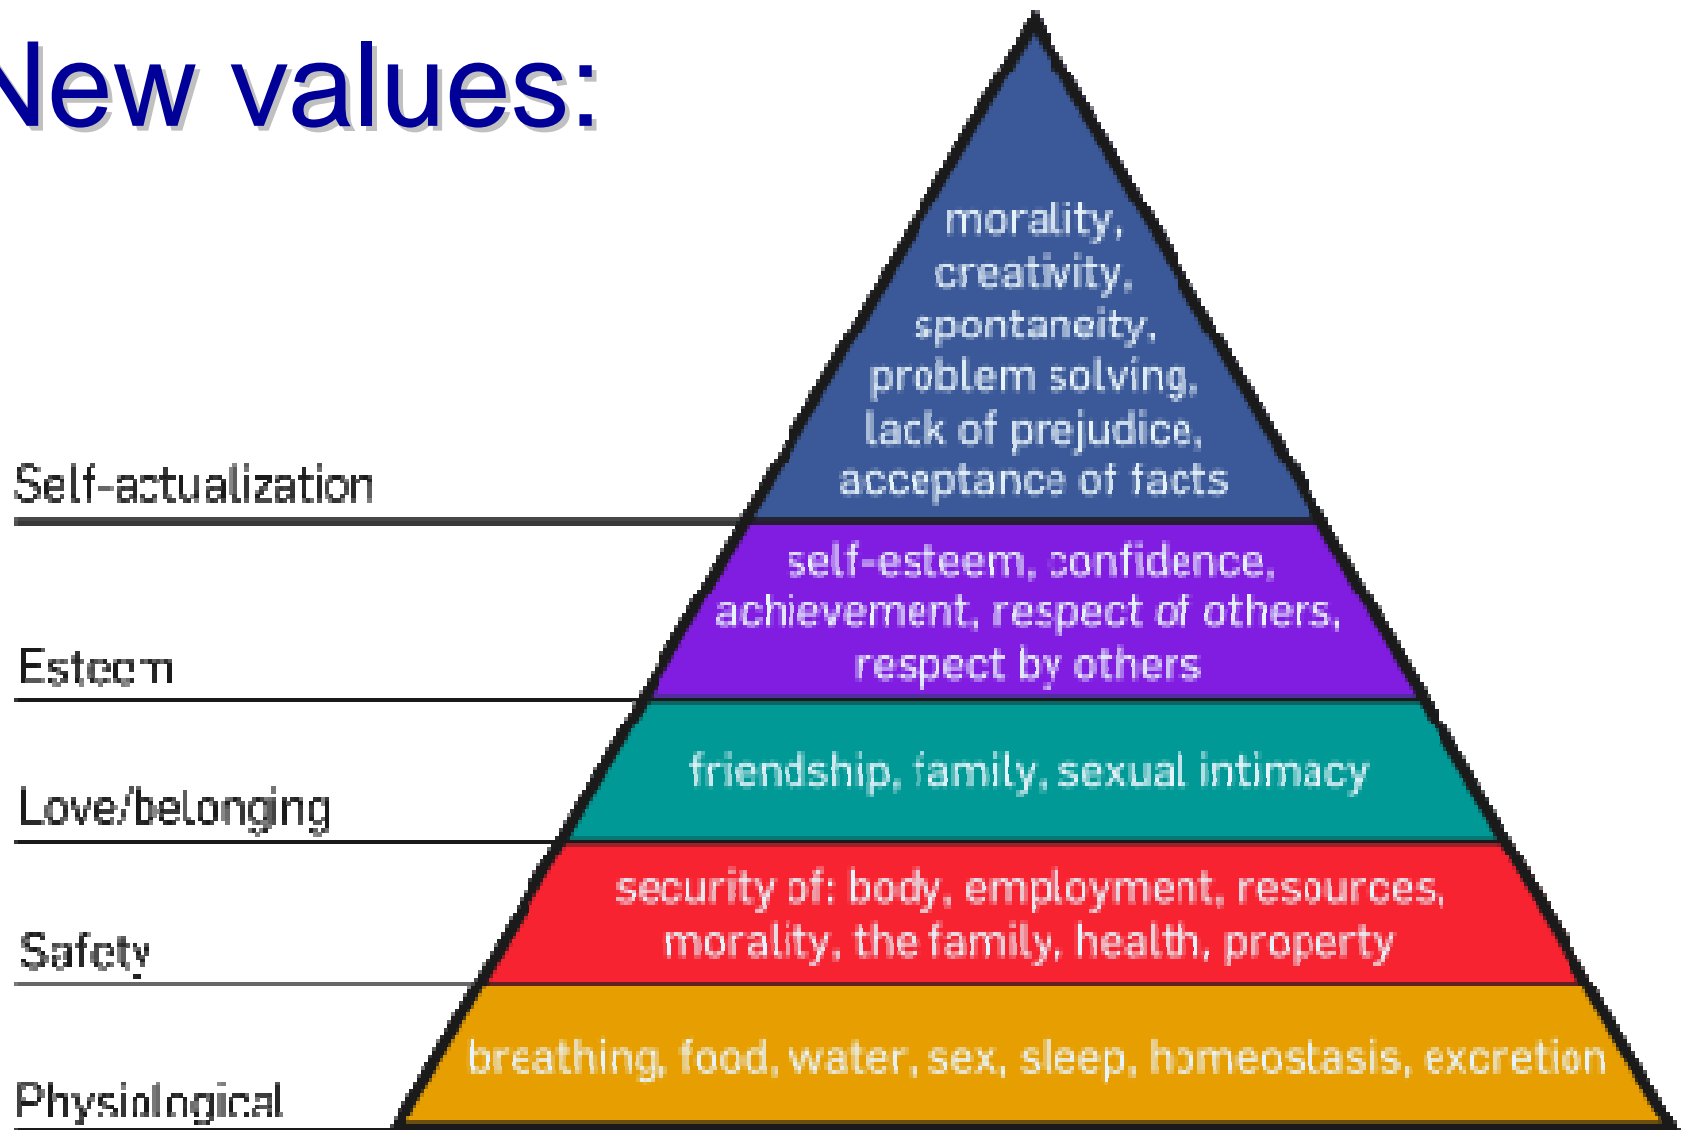 New values:
morality,
creativity,
spontaneity,
problem solving,
lack of prejudice,
acceptance of facts
Self-actualization
self-esteem, confidence,
achievement, respect of others,
respect by others
Esteem
friendship, family, sexual intimacy
Love/belonging
security of: body, employment, resources,
morality, the family, health, property
Safety
breathing, food, water, sex, sleep, homeostasis, excretion
Physiological